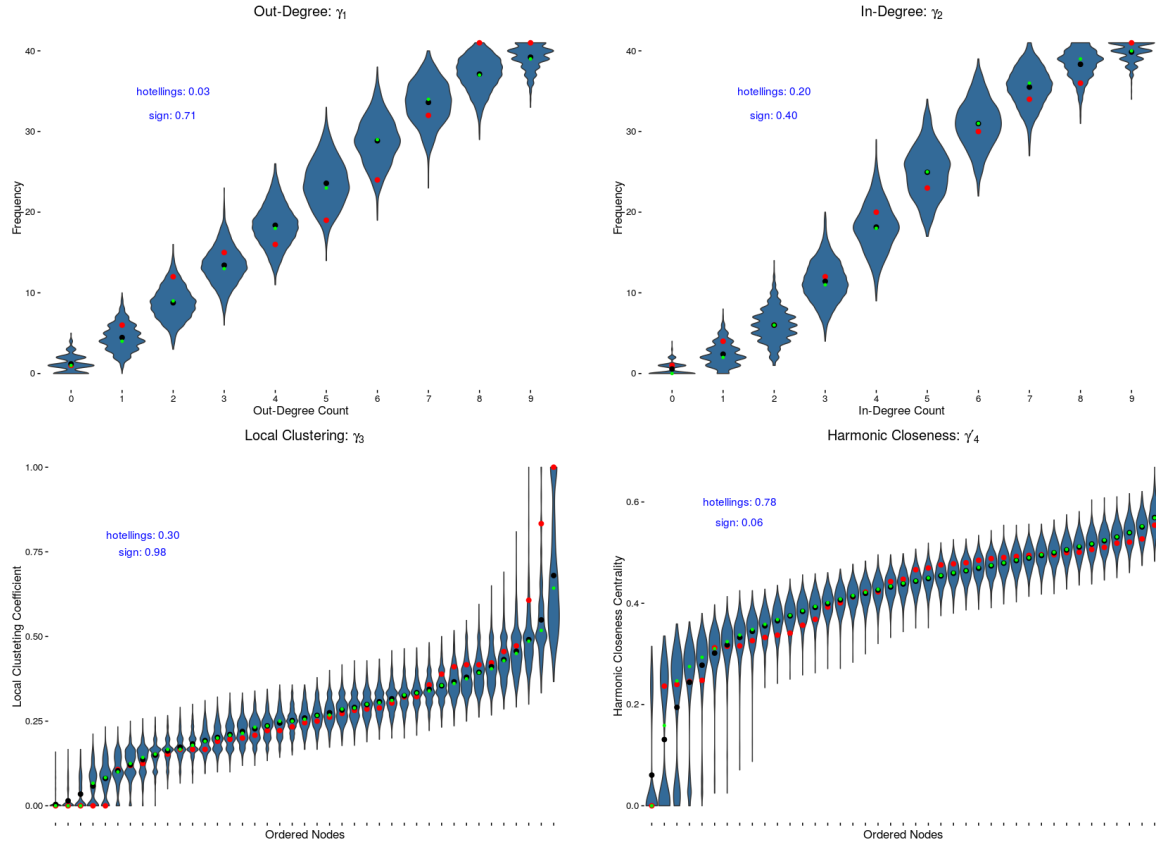 Out-Degree: γ1
40
30
20
10
0
Frequency
hotellings: 0.03
sign: 0.71
0 1 2 3 4 5 6 7 8 9
Out-Degree Count
In-Degree: γ2
40
30
20
10
0
Frequency
hotellings: 0.20
sign: 0.40
0 1 2 3 4 5 6 7 8 9
In-Degree Count
Local Clustering: γ3
1.00
0.75
0.50
0.25
0.00
Local Clustering Coefficient
hotellings: 0.30
sign: 0.98
Ordered Nodes
Harmonic Closeness: γ′4
0.6
0.4
0.2
0.0
Harmonic Closeness Centrality
hotellings: 0.78
sign: 0.06
Ordered Nodes